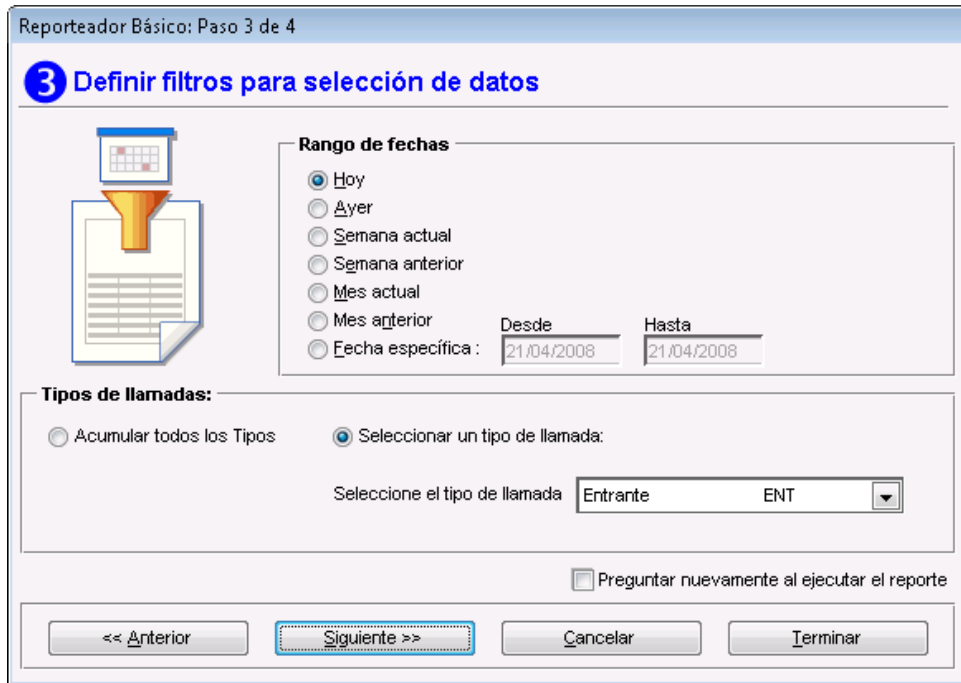 Reporteador Básico: Paso 3 de 4
3 Definir filtros para selección de datos
Rango de fechas
Hoy
Ayer
Semana actual
Semana anterior
Mes actual
Mes anterior
Desde
Hasta
Fecha específica :
21/04/2008
21/04/2008
Tipos de llamadas:
Acumular todos los Tipos
Seleccionar un tipo de llamada:
Seleccione el tipo de llamada
Entrante ENT
Preguntar nuevamente al ejecutar el reporte
<< Anterior
Siguiente >>
Cancelar
Terminar